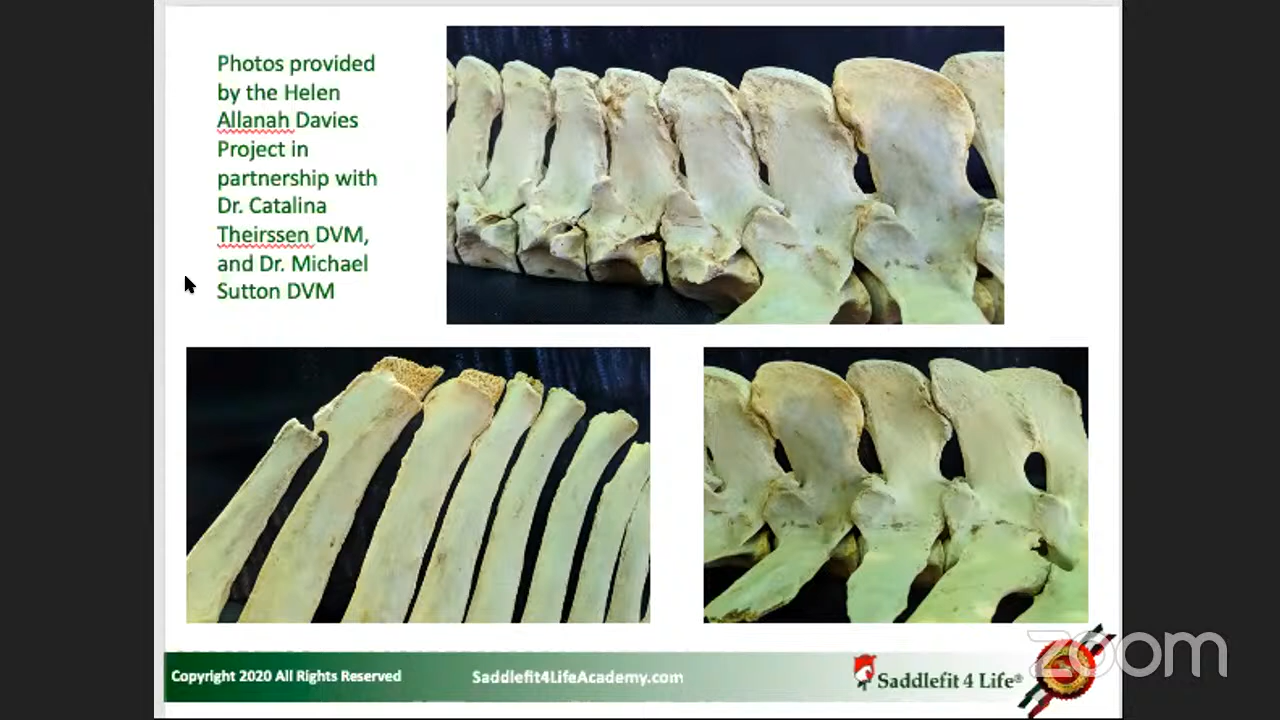 Photos provided
by the Helen
Allanah Davies
Project in
partnership with
Dr. Catalina
Theirssen DVM,
and Dr. Michael
Sutton DVM
Copyright 2020 All Rights Reserved
Saddlefit4LifeAcademy.com
Saddlefit 4 Life®
zoom